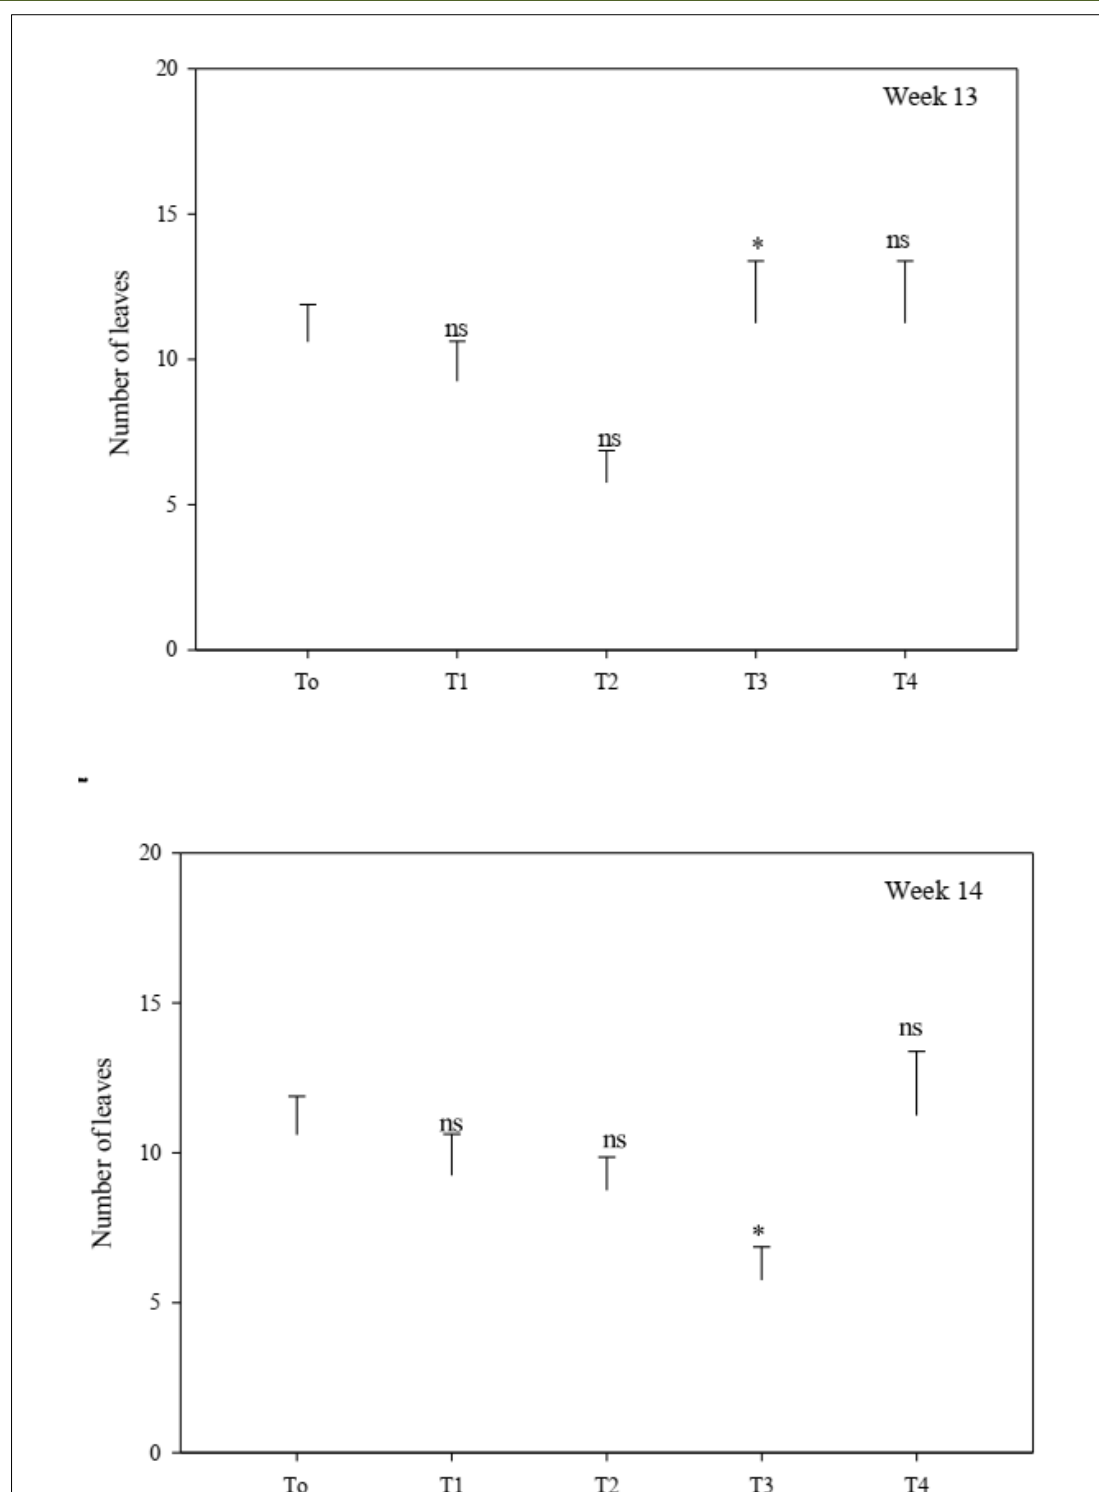 20
Week 13
15
* ns
ns
10
ns
5
0
Number of leaves
To T1 T2 T3 T4
20
Week 14
15
ns
ns ns
10
*
5
0
Number of leaves
To T1 T2 T3 T4